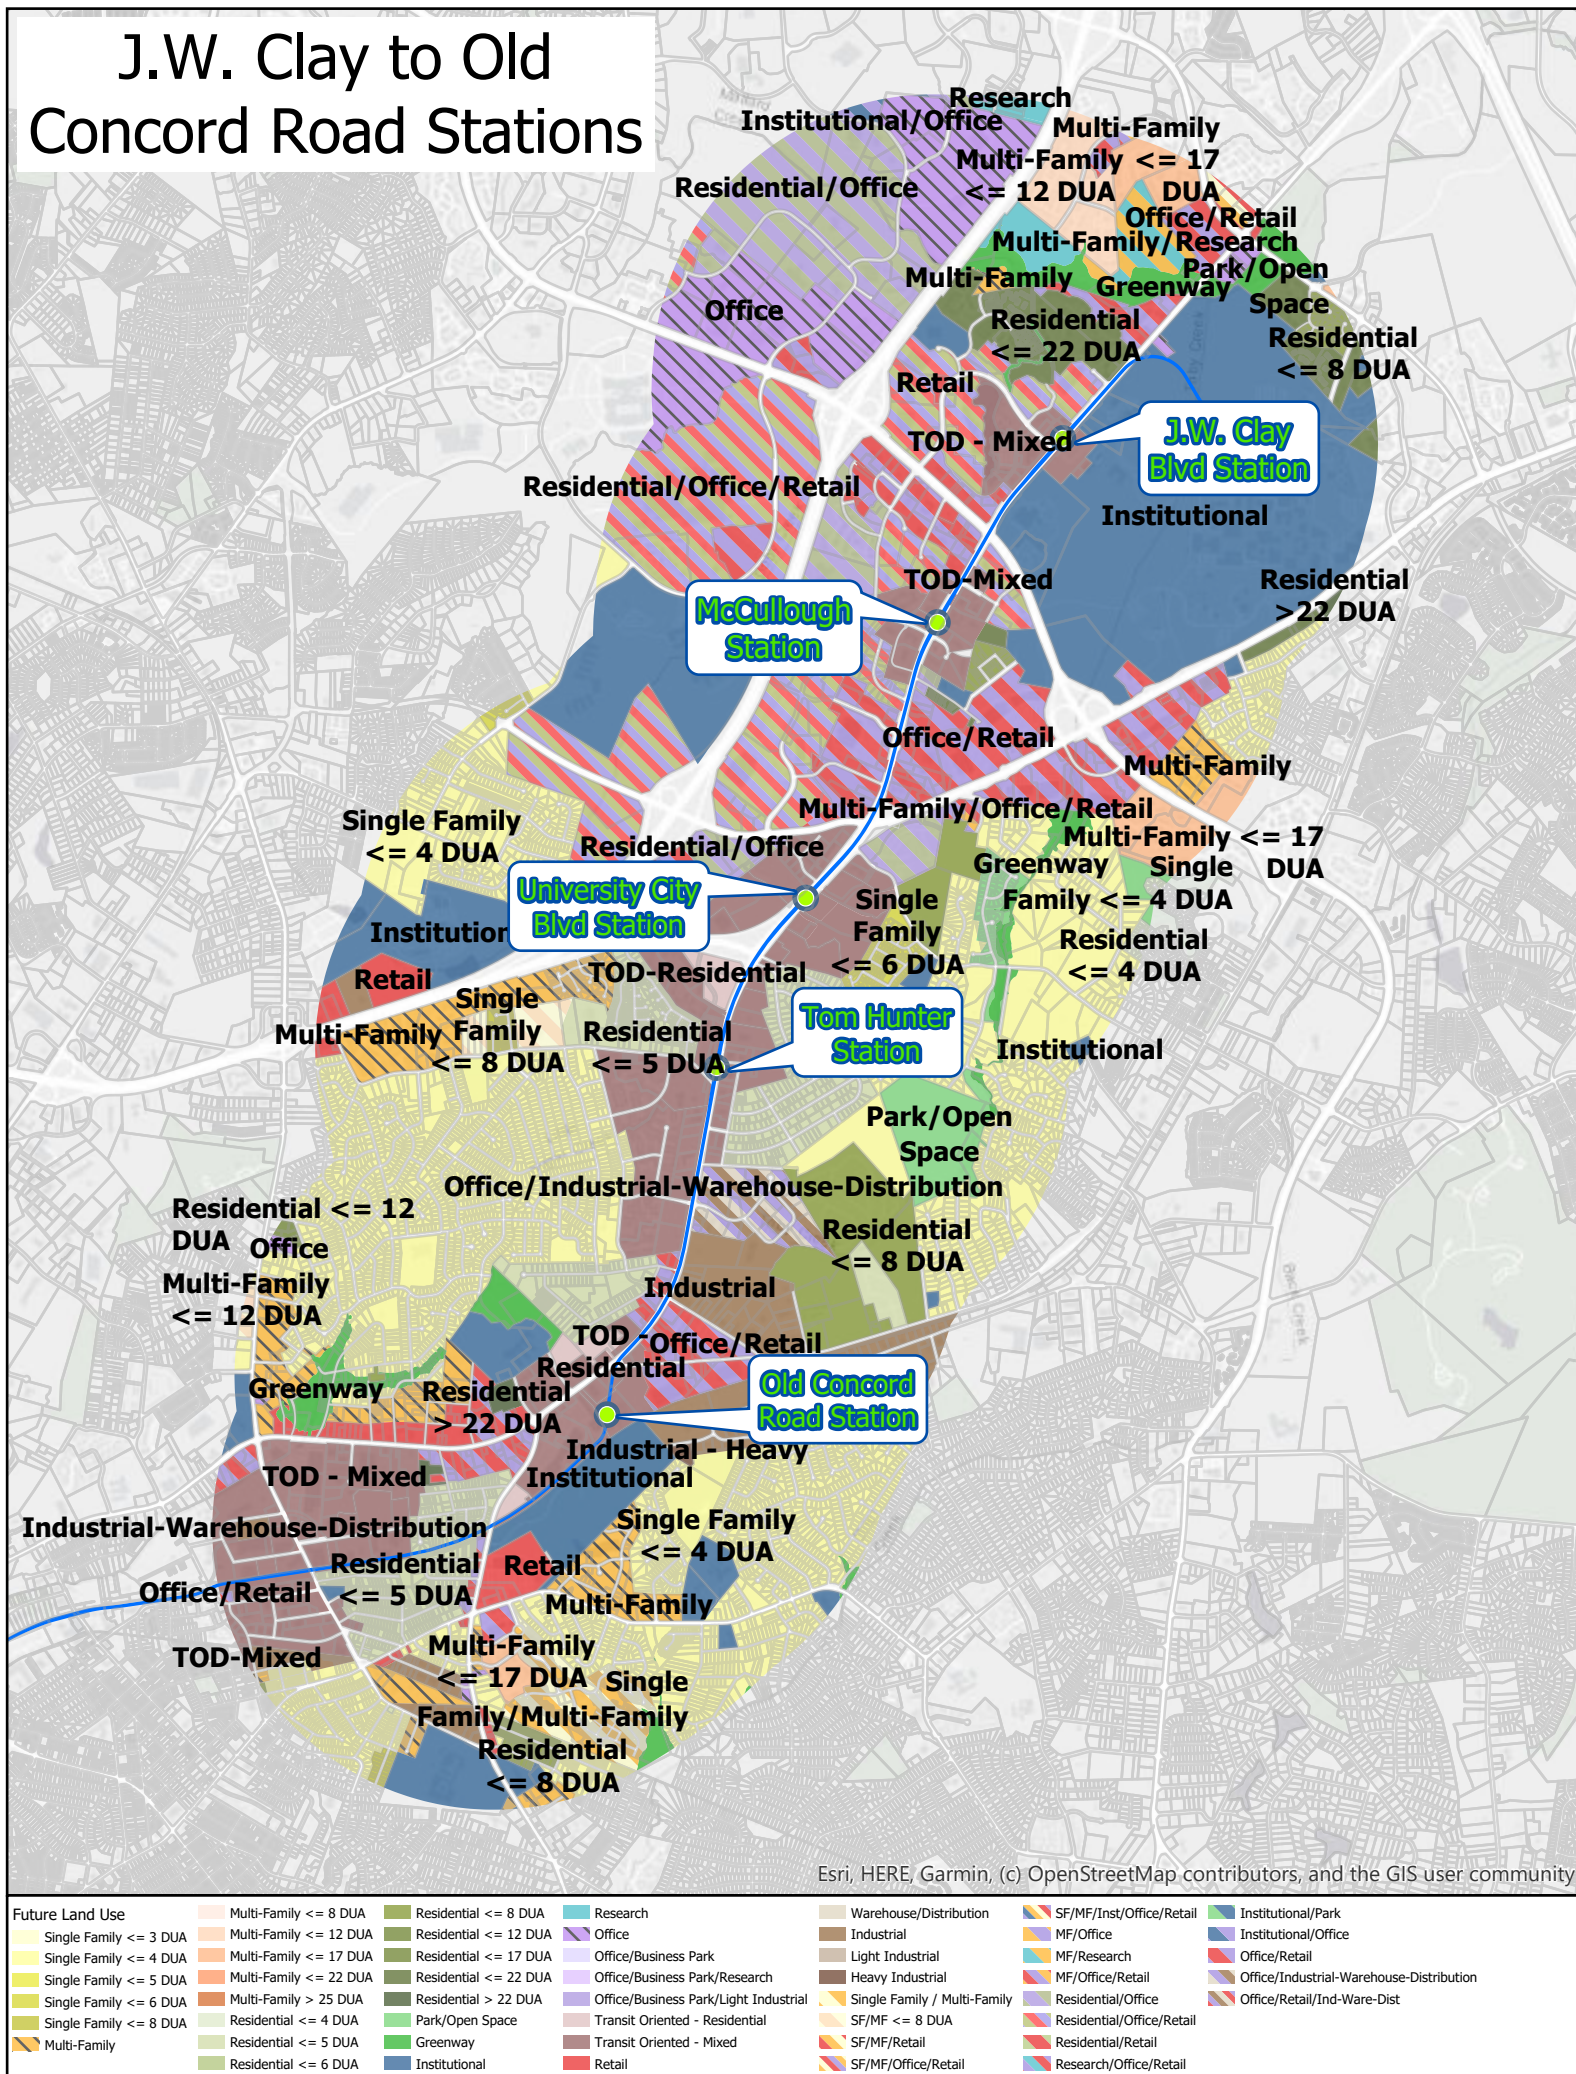 J.W. Clay to Old
Concord Road Stations
Research
Institutional/Office
Multi-Family
Multi-Family <= 17
<= 12 DUA DUA
Residential/Office
Office/Retail
Multi-Family/Research
Park/Open
Multi-Family
Greenway
Space
Office
Residential
<= 22 DUA
Residential
<= 8 DUA
Retail
TOD - Mixed
J.W. Clay
Blvd Station
Residential/Office/Retail
Institutional
TOD-Mixed
Residential
>22 DUA
McCullough
Station
Office/Retail
Multi-Family
Multi-Family/Office/Retail
Single Family
<= 4 DUA
Residential/Office
Multi-Family <= 17
DUA
Greenway
Single
Family <= 4 DUA
University City
Blvd Station
Single
Family
<= 6 DUA
Institution
Residential
<= 4 DUA
Retail
TOD-Residential
Single
Family
<= 8 DUA
Multi-Family
Residential
<= 5 DUA
Tom Hunter
Station
Institutional
Park/Open
Space
Office/Industrial-Warehouse-Distribution
Residential <= 12
DUA
Office
Residential
<= 8 DUA
Multi-Family
<= 12 DUA
Industrial
TOD -
Residential
Office/Retail
Greenway
Residential
> 22 DUA
Old Concord
Road Station
Industrial - Heavy
TOD - Mixed
Institutional
Industrial-Warehouse-Distribution
Single Family
<= 4 DUA
Residential
<= 5 DUA
Retail
Office/Retail
Multi-Family
TOD-Mixed
Multi-Family
<= 17 DUA
Single
Family/Multi-Family
Residential
<= 8 DUA
Esri, HERE, Garmin, (c) OpenStreetMap contributors, and the GIS user community
Future Land Use
Single Family <= 3 DUA
Single Family <= 4 DUA
Single Family <= 5 DUA
Single Family <= 6 DUA
Single Family <= 8 DUA
Multi-Family
Multi-Family <= 8 DUA
Multi-Family <= 12 DUA
Multi-Family <= 17 DUA
Multi-Family <= 22 DUA
Multi-Family > 25 DUA
Residential <= 4 DUA
Residential <= 5 DUA
Residential <= 6 DUA
Residential <= 8 DUA
Residential <= 12 DUA
Residential <= 17 DUA
Residential <= 22 DUA
Residential > 22 DUA
Park/Open Space
Greenway
Institutional
Research
Office
Office/Business Park
Office/Business Park/Research
Office/Business Park/Light Industrial
Transit Oriented - Residential
Transit Oriented - Mixed
Retail
Warehouse/Distribution
Industrial
Light Industrial
Heavy Industrial
Single Family / Multi-Family
SF/MF <= 8 DUA
SF/MF/Retail
SF/MF/Office/Retail
SF/MF/Inst/Office/Retail
MF/Office
MF/Research
MF/Office/Retail
Residential/Office
Residential/Office/Retail
Residential/Retail
Research/Office/Retail
Institutional/Park
Institutional/Office
Office/Retail
Office/Industrial-Warehouse-Distribution
Office/Retail/Ind-Ware-Dist